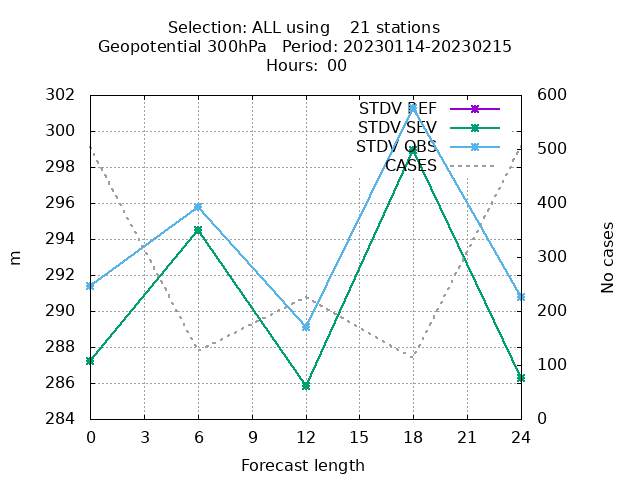 Selection: ALL using 21 stations
Geopotential 300hPa Period: 20230114-20230215
Hours: 00
302
300
298
296
294
292
290
288
286
284
600
500
400
300
200
100
0
STDV REF
STDV SEV
STDV OBS
CASES
m
No cases
0 3 6 9 12 15 18 21 24
Forecast length